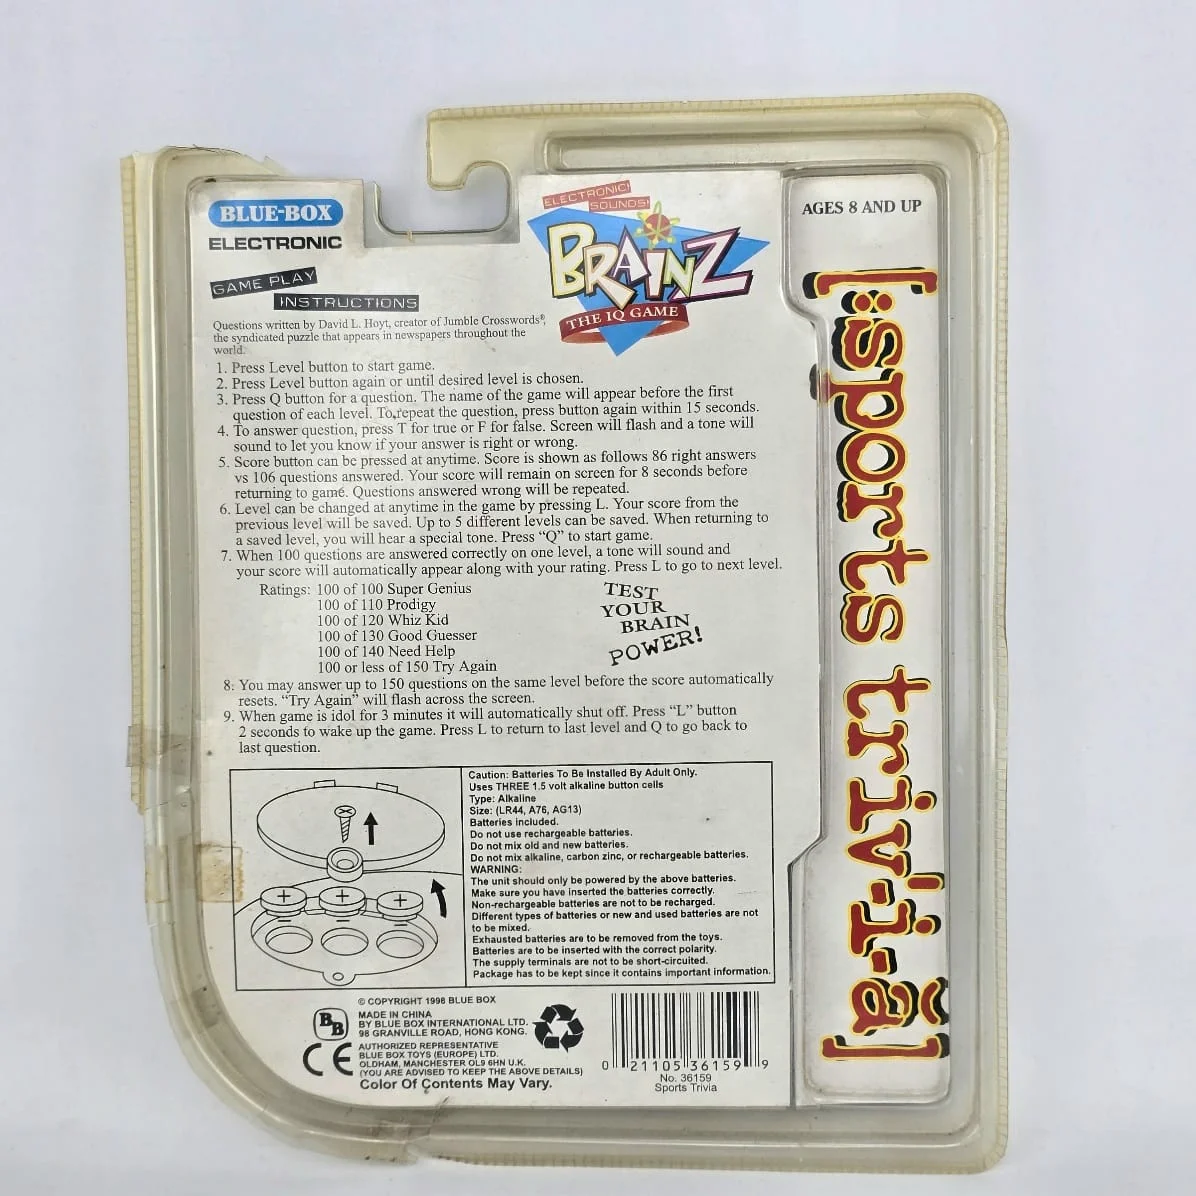 BLUE-BOX
ELECTRONIC
GAME PLAY
INSTRUCTIONS
ELECTRONIC!
SOUNDS!
BRAINZ
THE IQ GAME
AGES 8 AND UP
Questions written by David L. Hoyt, creator of Jumble Crosswords®,
the syndicated puzzle that appears in newspapers throughout the
world.
1. Press Level button to start game.
2. Press Level button again or until desired level is chosen.
3. Press Q button for a question. The name of the game will appear before the first
question of each level. To repeat the question, press button again within 15 seconds.
4. To answer question, press T for true or F for false. Screen will flash and a tone will
sound to let you know if your answer is right or wrong.
5. Score button can be pressed at anytime. Score is shown as follows 86 right answers
vs 106 questions answered. Your score will remain on screen for 8 seconds before
returning to game. Questions answered wrong will be repeated.
6. Level can be changed at anytime in the game by pressing L. Your score from the
previous level will be saved. Up to 5 different levels can be saved. When returning to
a saved level, you will hear a special tone. Press “Q” to start game.
7. When 100 questions are answered correctly on one level, a tone will sound and
your score will automatically appear along with your rating. Press L to go to next level.
Ratings: 100 of 100 Super Genius
100 of 110 Prodigy
100 of 120 Whiz Kid
100 of 130 Good Guesser
100 of 140 Need Help
100 or less of 150 Try Again
TEST
YOUR
BRAIN
POWER!
8: You may answer up to 150 questions on the same level before the score automatically
resets. “Try Again” will flash across the screen.
9. When game is idol for 3 minutes it will automatically shut off. Press “L” button
2 seconds to wake up the game. Press L to return to last level and Q to go back to
last question.
Caution: Batteries To Be Installed By Adult Only.
Uses THREE 1.5 volt alkaline button cells
Type: Alkaline
Size: (LR44, A76, AG13)
Batteries included.
Do not use rechargeable batteries.
Do not mix old and new batteries.
Do not mix alkaline, carbon zinc, or rechargeable batteries.
WARNING:
The unit should only be powered by the above batteries.
Make sure you have inserted the batteries correctly.
Non-rechargeable batteries are not to be recharged.
Different types of batteries or new and used batteries are not
to be mixed.
Exhausted batteries are to be removed from the toys.
Batteries are to be inserted with the correct polarity.
The supply terminals are not to be short-circuited.
Package has to be kept since it contains important information.
BB
CE
© COPYRIGHT 1998 BLUE BOX
MADE IN CHINA
BY BLUE BOX INTERNATIONAL LTD.
98 GRANVILLE ROAD, HONG KONG.
AUTHORIZED REPRESENTATIVE
BLUE BOX TOYS (EUROPE) LTD.
OLDHAM, MANCHESTER OL9 6HN U.K.
(YOU ARE ADVISED TO KEEP THE ABOVE DETAILS)
Color Of Contents May Vary.
0 21105 36159 9
No. 36159
Sports Trivia
[:sports triv'-i-ă]